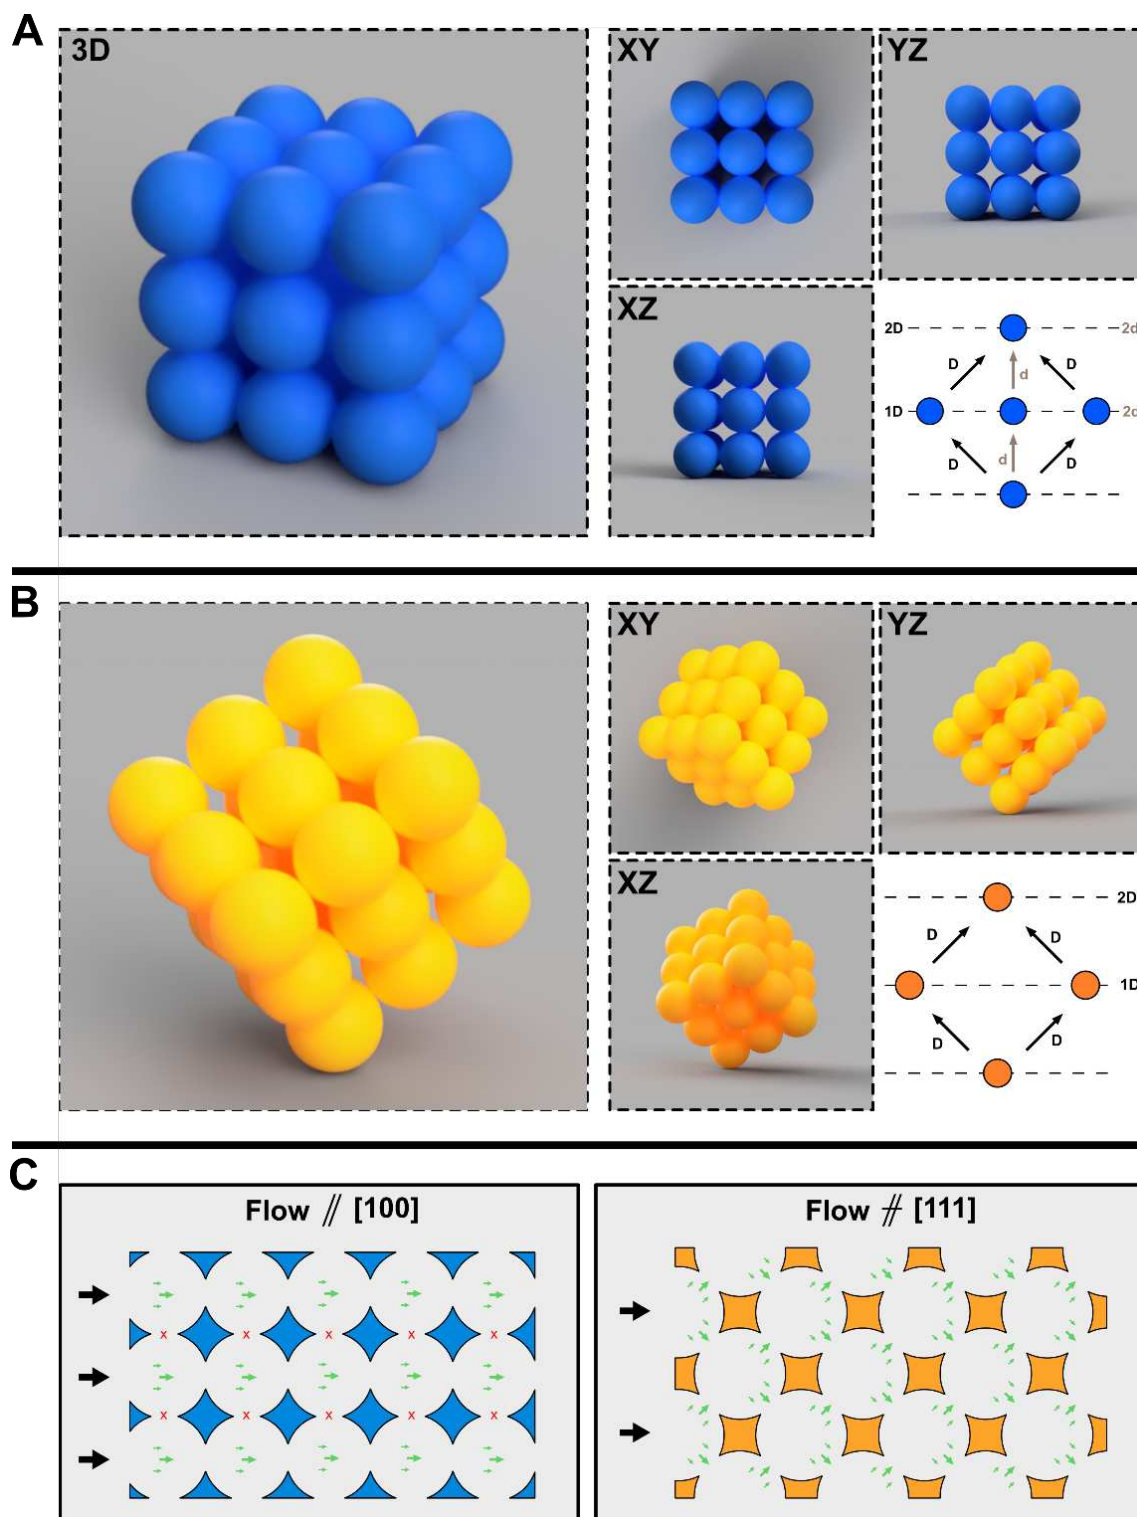 A
3D
XY
YZ
XZ
2D
2d
D
d
D
1D
2d
D
d
D
B
XY
YZ
XZ
2D
D
D
1D
D
D
C
Flow // [100]
Flow ⫽̸ [111]
x x x x
x x x x